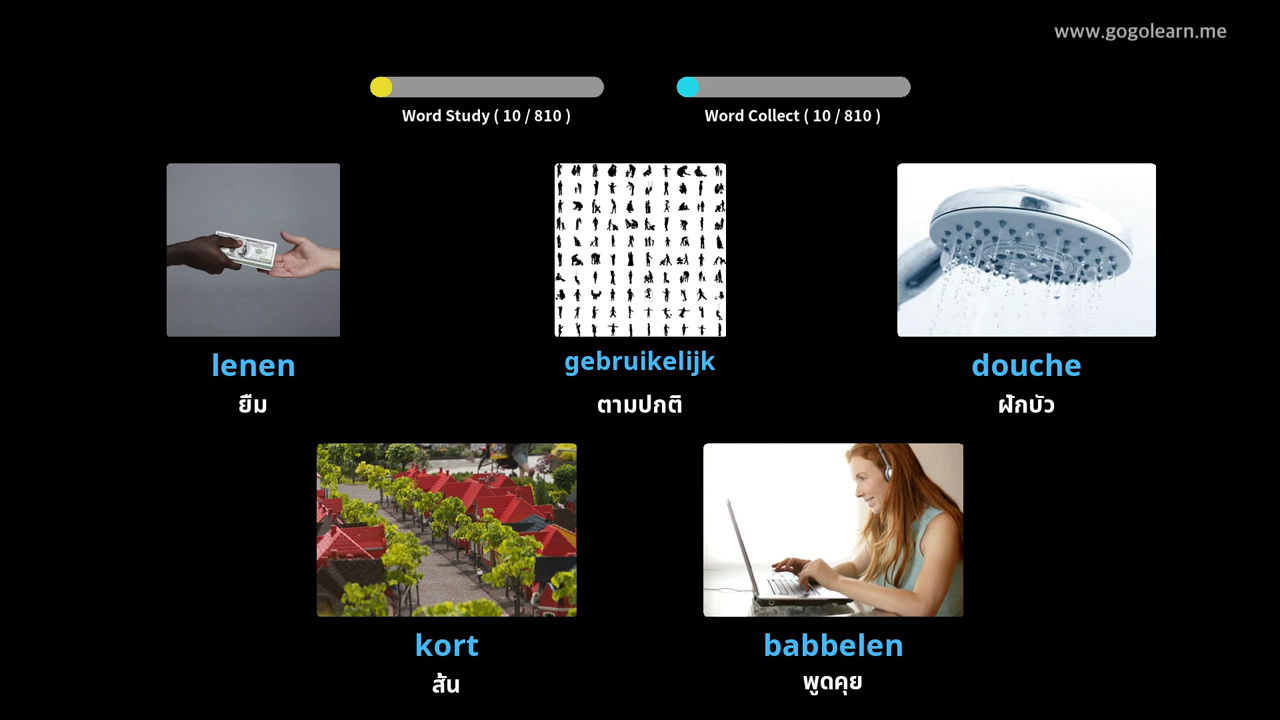 www.gogolearn.me
Word Study ( 10 / 810 )
Word Collect ( 10 / 810 )
lenen
ยืม
gebruikelijk
ตามปกติ
douche
ฝักบัว
kort
สั้น
babbelen
พูดคุย